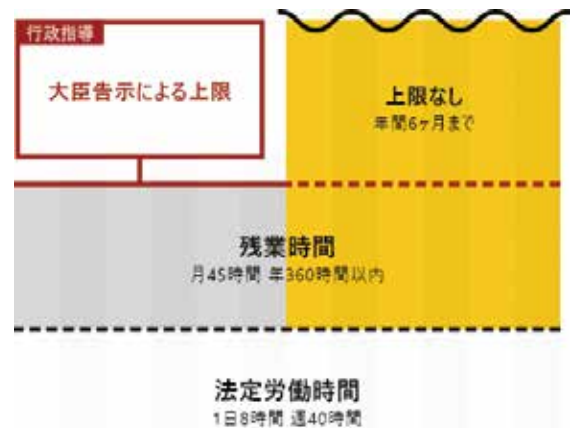 行政指導
大臣告示による上限
上限なし
年間6ヶ月まで
残業時間
月45時間 年360時間以内
法定労働時間
1日8時間 週40時間